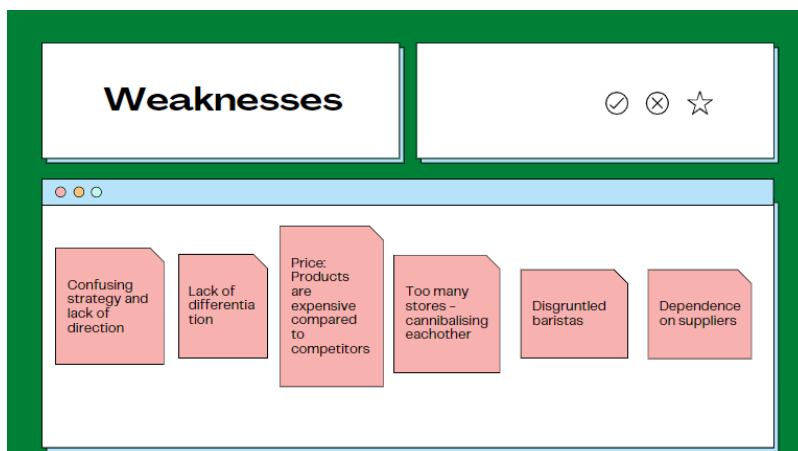 Weaknesses
Confusing
strategy and
lack of
direction
Lack of
differentia
tion
Price:
Products
are
expensive
compared
to
competitors
Too many
stores -
cannibalising
eachother
Disgruntled
baristas
Dependence
on suppliers